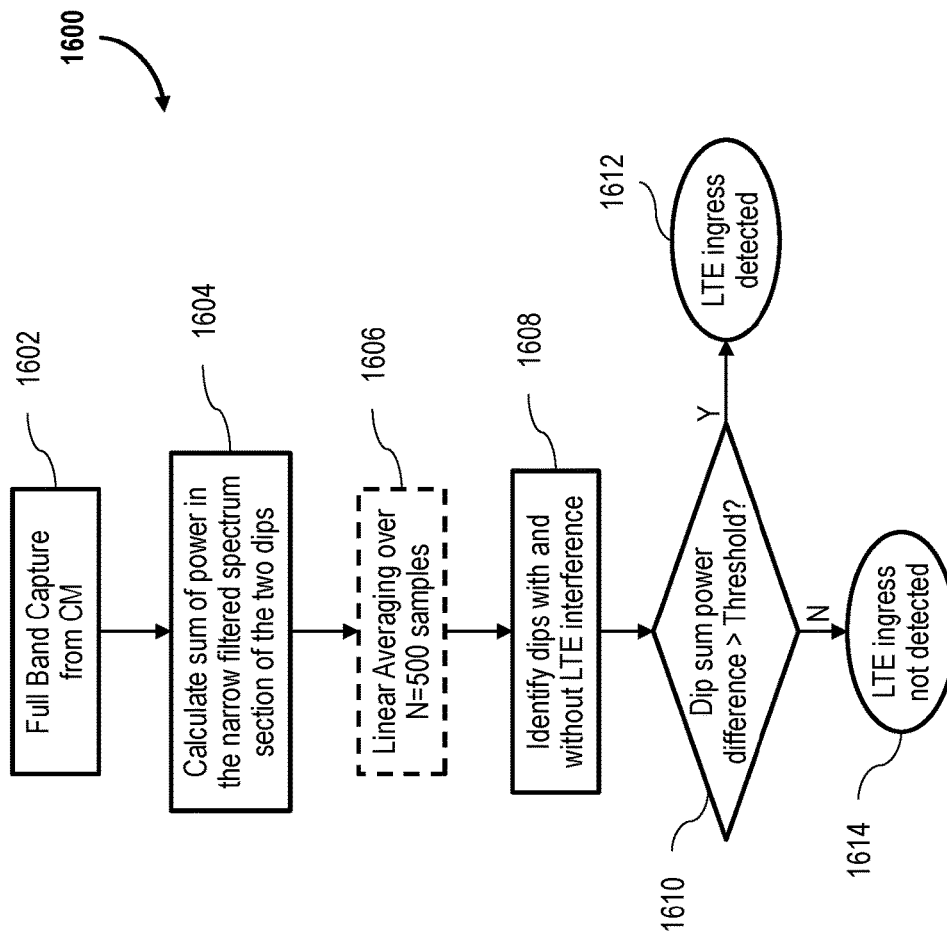 1600
Full Band Capture
from CM
1602
Calculate sum of power in
the narrow filtered spectrum
section of the two dips
1604
Linear Averaging over
N=500 samples
1606
Identify dips with and
without LTE interference
1608
Dip sum power
difference > Threshold?
1610
Y
LTE ingress
detected
1612
N
LTE ingress
not detected
1614